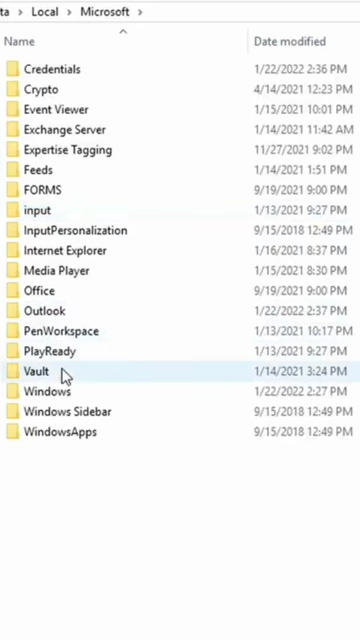 ta > Local > Microsoft >
Name Date modified
Credentials 1/22/2022 2:36 PM
Crypto 4/14/2021 12:23 PM
Event Viewer 1/15/2021 10:01 PM
Exchange Server 1/14/2021 11:42 AM
Expertise Tagging 11/27/2021 9:02 PM
Feeds 1/14/2021 1:51 PM
FORMS 9/19/2021 9:00 PM
input 1/13/2021 9:27 PM
InputPersonalization 9/15/2018 12:49 PM
Internet Explorer 1/16/2021 8:37 PM
Media Player 1/15/2021 8:30 PM
Office 9/19/2021 9:00 PM
Outlook 1/22/2022 2:37 PM
PenWorkspace 1/13/2021 10:17 PM
PlayReady 1/13/2021 9:27 PM
Vault 1/14/2021 3:24 PM
Windows 1/22/2022 2:27 PM
Windows Sidebar 9/15/2018 12:49 PM
WindowsApps 9/15/2018 12:49 PM